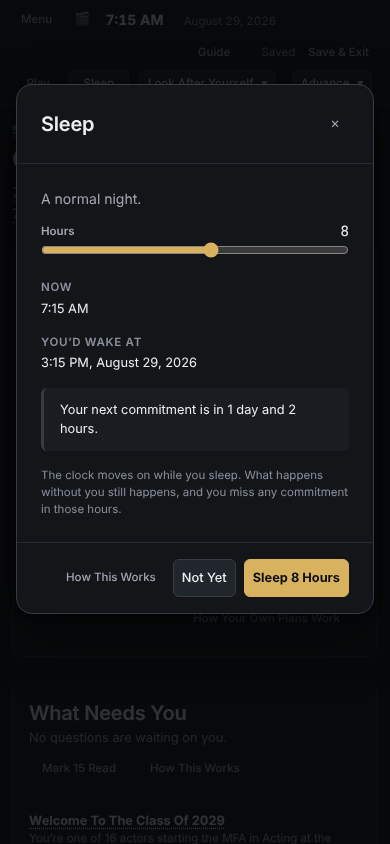 Menu 🎬 7:15 AM August 29, 2026
Guide Saved Save & Exit
Play Sleep Look After Yourself Advance
Sleep ×
A normal night.
Hours 8
NOW
7:15 AM
YOU'D WAKE AT
3:15 PM, August 29, 2026
Your next commitment is in 1 day and 2
hours.
The clock moves on while you sleep. What happens
without you still happens, and you miss any commitment
in those hours.
How This Works Not Yet Sleep 8 Hours
How Your Own Plans Work
What Needs You
No questions are waiting on you.
Mark 15 Read How This Works
Welcome To The Class Of 2029
You're one of 16 actors starting the MFA in Acting at the